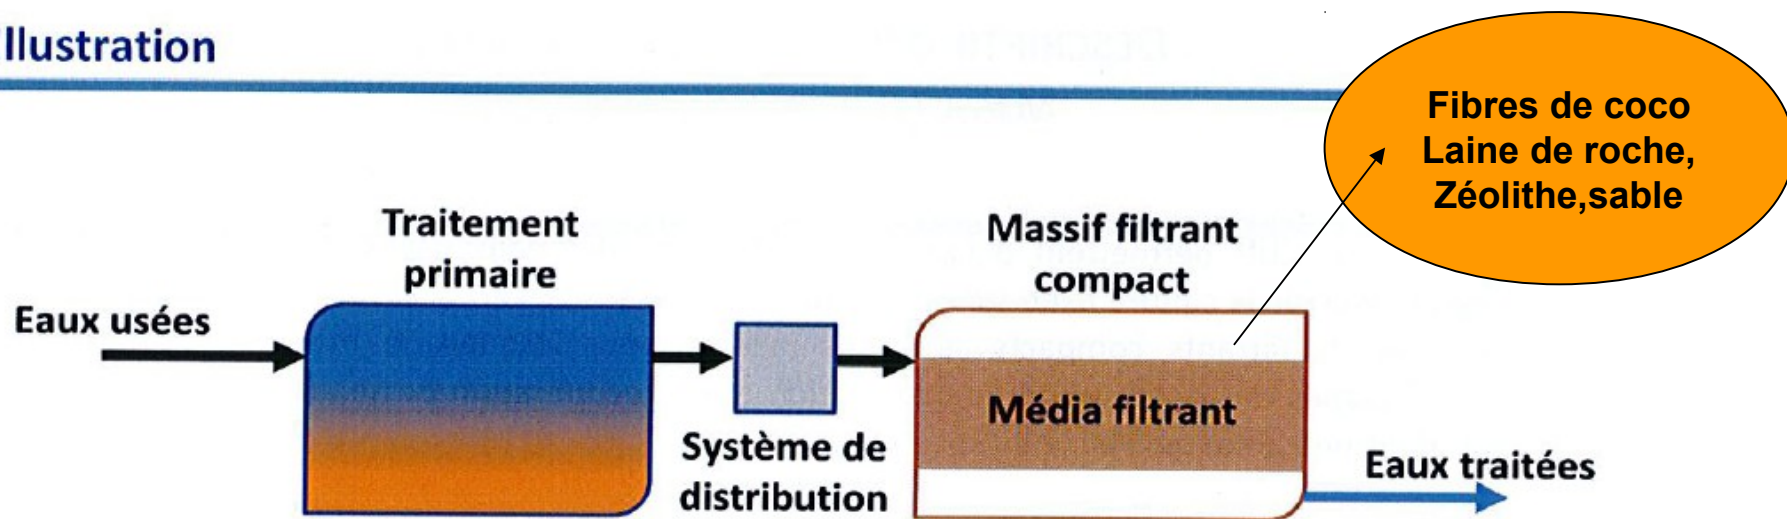 Illustration
Fibres de coco
Laine de roche,
Zéolithe,sable
Traitement
primaire
Massif filtrant
compact
Eaux usées
Média filtrant
Système de
distribution
Eaux traitées